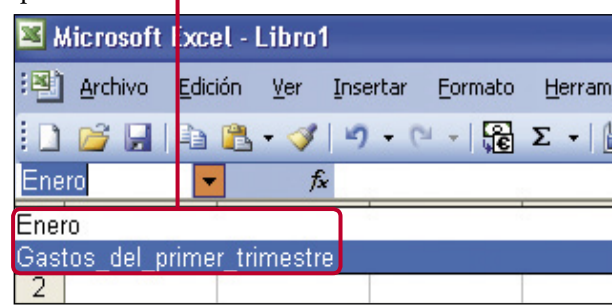 Microsoft Excel - Libro1
Archivo Edición Ver Insertar Formato Herram
Σ
Enero fx
Enero
Gastos_del_primer_trimestre
2